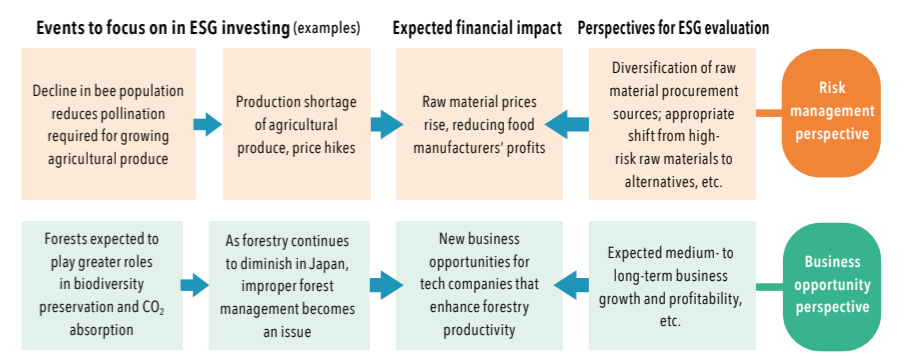 Events to focus on in ESG investing (examples)
Expected financial impact
Perspectives for ESG evaluation
Decline in bee population
reduces pollination
required for growing
agricultural produce
Production shortage
of agricultural
produce, price hikes
Raw material prices
rise, reducing food
manufacturers' profits
Diversification of raw
material procurement
sources; appropriate
shift from high-
risk raw materials to
alternatives, etc.
Risk
management
perspective
Forests expected to
play greater roles
in biodiversity
preservation and CO₂
absorption
As forestry continues
to diminish in Japan,
improper forest
management becomes
an issue
New business
opportunities for
tech companies that
enhance forestry
productivity
Expected medium- to
long-term business
growth and profitability,
etc.
Business
opportunity
perspective